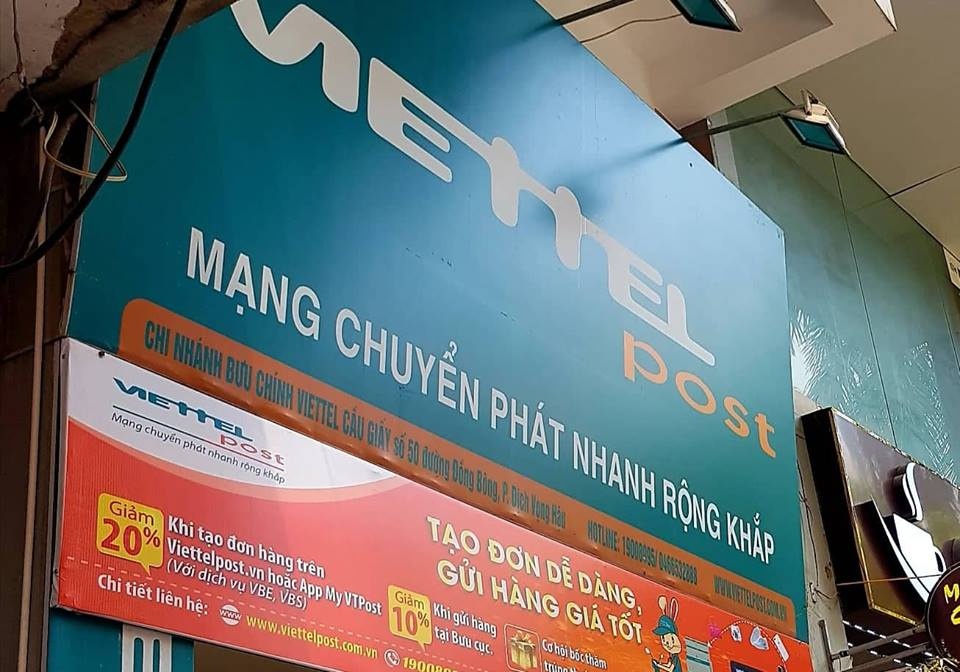 VIETTEL
post
MẠNG CHUYỂN PHÁT NHANH RỘNG KHẮP
CHI NHÁNH BƯU CHÍNH VIETTEL CẦU GIẤY số 50 đường Đông Bông, P. Dịch Vọng Hậu HOTLINE: 19008095/ 0466602883 WWW.VIETTELPOST.COM.VN
VIETTEL
post
Mạng chuyển phát nhanh rộng khắp
Giảm
20%
Khi tạo đơn hàng trên
Viettelpost.vn hoặc App My VTPost
(Với dịch vụ VBE, VBS)
Chi tiết liên hệ: www.viettelpost.com.vn
TẠO ĐƠN DỄ DÀNG,
GỬI HÀNG GIÁ TỐT
Giảm
10%
Khi gửi hàng
tại Bưu cục.
Cơ hội bốc thăm